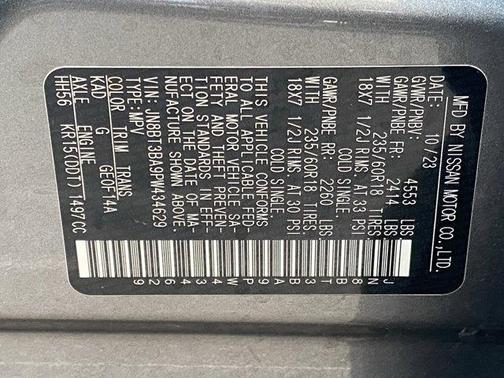 MFD BY NISSAN MOTOR CO.,LTD.
DATE: 10/23
GVWR/PBV: 4553 LBS
GAWR/PNBE FR: 2414 LBS
WITH 235/60R18 TIRES,
18X7 1/2J RIMS, AT 33 PSI
COLD SINGLE.
GAWR/PNBE RR: 2260 LBS
WITH 235/60R18 TIRES,
18X7 1/2J RIMS, AT 30 PSI
COLD SINGLE.
THIS VEHICLE CONFORMS
TO ALL APPLICABLE FED-
ERAL MOTOR VEHICLE SA-
FETY AND THEFT PREVEN-
TION STANDARDS IN EFF-
ECT ON THE DATE OF MA-
NUFACTURE SHOWN ABOVE.
VIN: JN8BT3BA9PW434629
TYPE: MPV
COLOR TRIM TRANS
KAD G GE0F14A
AXLE ENGINE
HH56 KR15K(DDT) 1497CC
JN8BT3BA9PW434629